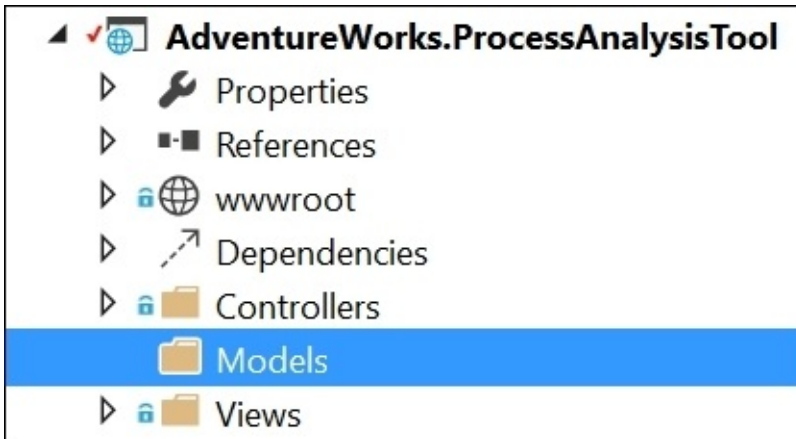 AdventureWorks.ProcessAnalysisTool
Properties
References
wwwroot
Dependencies
Controllers
Models
Views